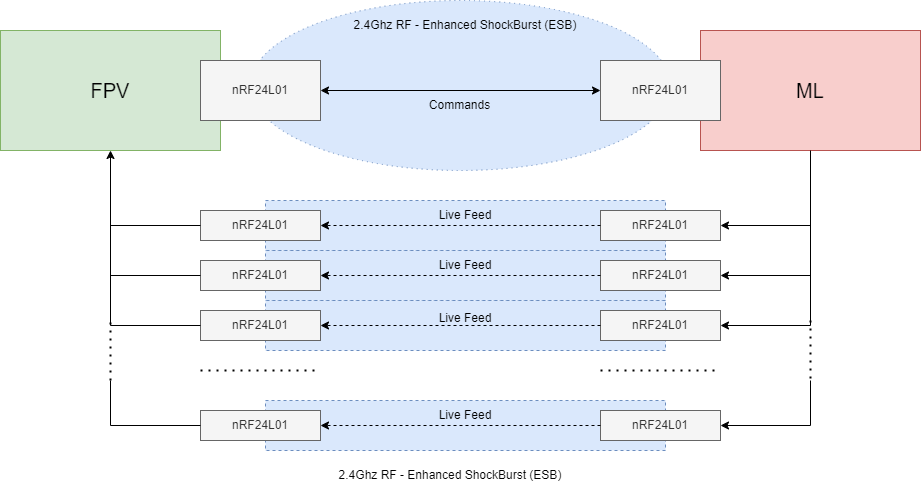 2.4Ghz RF - Enhanced ShockBurst (ESB)
FPV
nRF24L01
nRF24L01
ML
Commands
Live Feed
nRF24L01
nRF24L01
Live Feed
nRF24L01
nRF24L01
Live Feed
nRF24L01
nRF24L01
Live Feed
nRF24L01
nRF24L01
2.4Ghz RF - Enhanced ShockBurst (ESB)